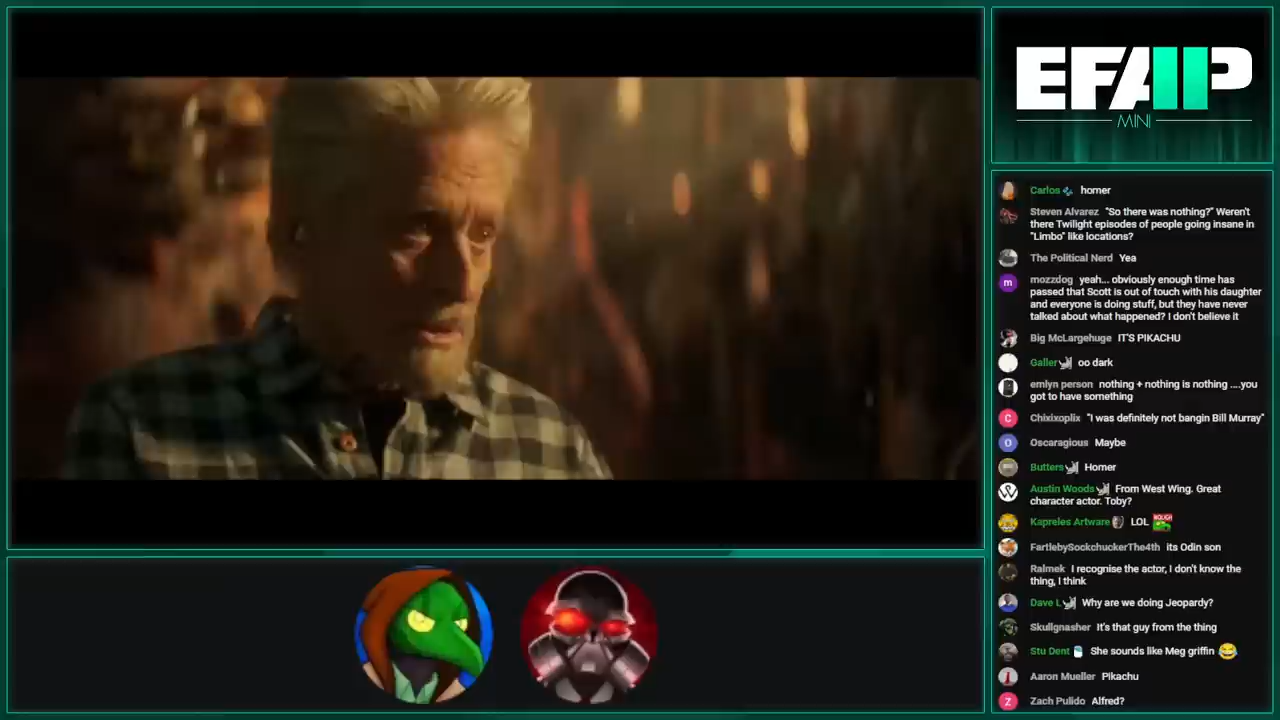 EFAP
MINI
Carlos homer
Steven Alvarez "So there was nothing?" Weren't
there Twilight episodes of people going insane in
"Limbo" like locations?
The Political Nerd Yea
m
mozzdog yeah... obviously enough time has
passed that Scott is out of touch with his daughter
and everyone is doing stuff, but they have never
talked about what happened? I don't believe it
Big McLargehuge IT'S PIKACHU
Galler oo dark
emlyn person nothing + nothing is nothing ....you
got to have something
C
Chixixoplix "I was definitely not bangin Bill Murray"
O
Oscaragious Maybe
Butters Homer
Austin Woods From West Wing. Great
character actor. Toby?
Kapreles Artware LOL
FartlebySockchuckerThe4th its Odin son
Ralmek I recognise the actor, I don't know the
thing, I think
Dave L Why are we doing Jeopardy?
Skullgnasher It's that guy from the thing
Stu Dent She sounds like Meg griffin
Aaron Mueller Pikachu
Z
Zach Pulido Alfred?